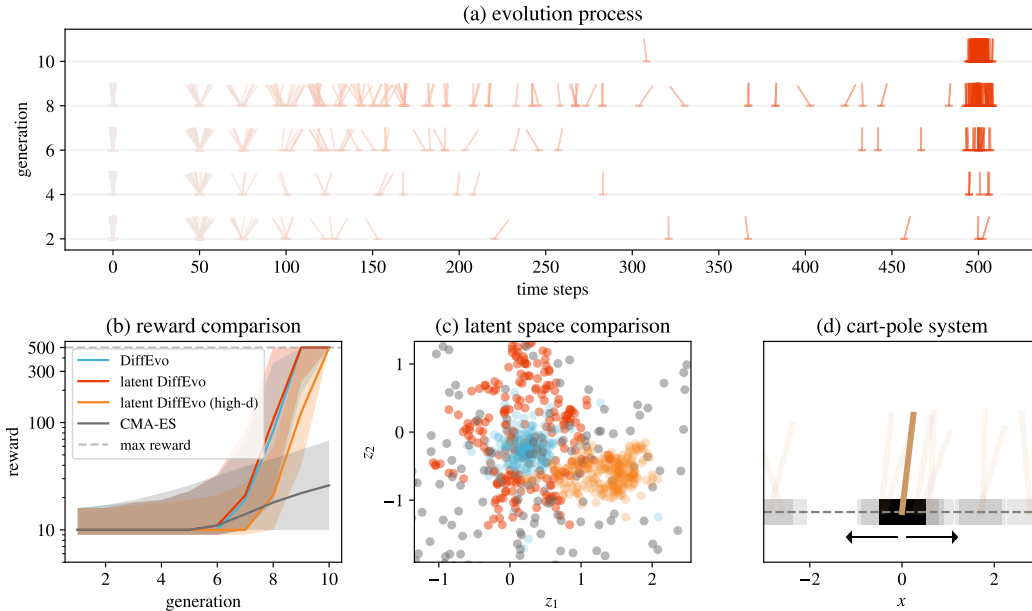 (a) evolution process
generation
10
8
6
4
2
0 50 100 150 200 250 300 350 400 450 500
time steps
(b) reward comparison
reward
500
300
100
10
DiffEvo
latent DiffEvo
latent DiffEvo (high-d)
CMA-ES
max reward
2 4 6 8 10
generation
(c) latent space comparison
z2
1
0
−1
−1 0 1 2
z1
(d) cart-pole system
−2 0 2
x